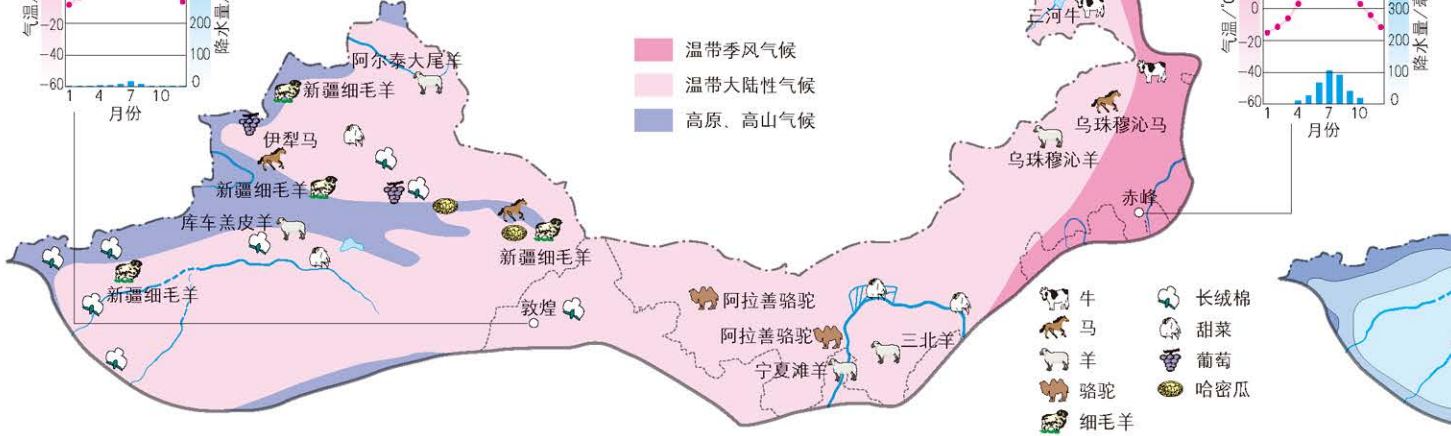 气温/
-20
-40
-60
200
100
0
降水量/
1 4 7 10
月份
阿尔泰大尾羊
新疆细毛羊
伊犁马
新疆细毛羊
库车羔皮羊
新疆细毛羊
新疆细毛羊
敦煌
阿拉善骆驼
阿拉善骆驼
宁夏滩羊
三北羊
温带季风气候
温带大陆性气候
高原、高山气候
三河牛
乌珠穆沁马
乌珠穆沁羊
赤峰
气温/°C
0
-20
-40
-60
300
200
100
0
降水量/毫
1 4 7 10
月份
牛
马
羊
骆驼
细毛羊
长绒棉
甜菜
葡萄
哈密瓜